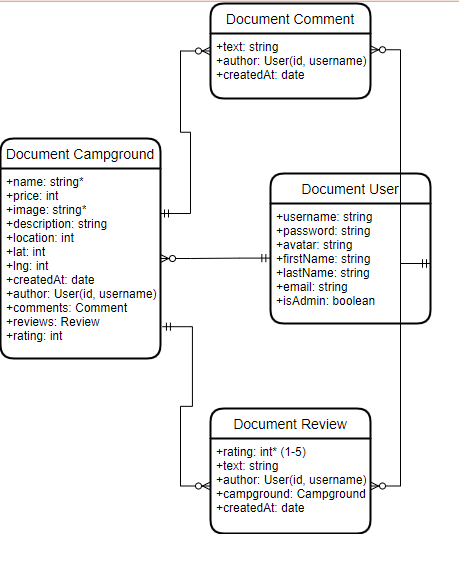 Document Comment
+text: string
+author: User(id, username)
+createdAt: date
Document Campground
+name: string*
+price: int
+image: string*
+description: string
+location: int
+lat: int
+lng: int
+createdAt: date
+author: User(id, username)
+comments: Comment
+reviews: Review
+rating: int
Document User
+username: string
+password: string
+avatar: string
+firstName: string
+lastName: string
+email: string
+isAdmin: boolean
Document Review
+rating: int* (1-5)
+text: string
+author: User(id, username)
+campground: Campground
+createdAt: date